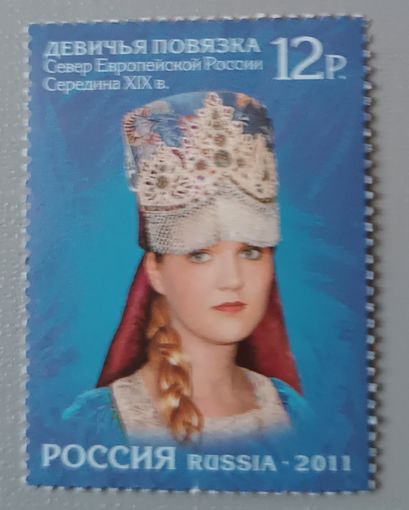 ДЕВИЧЬЯ ПОВЯЗКА
Север Европейской России
Середина XIX в.
12Р.
РОССИЯ RUSSIA - 2011